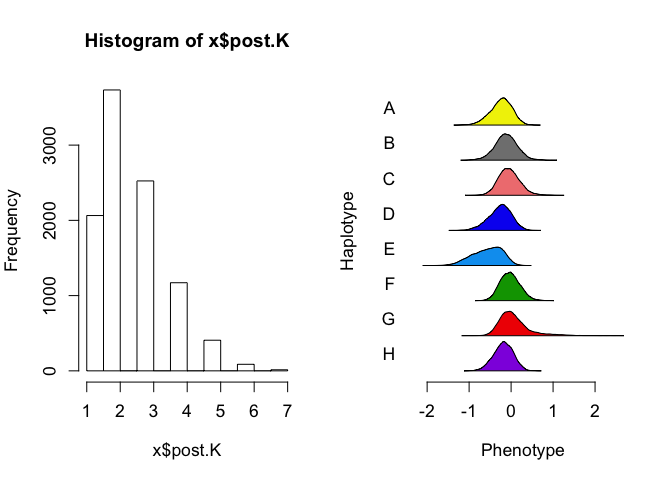 Histogram of x$post.K
Frequency
0
1000
2000
3000
1 2 3 4 5 6 7
x$post.K
Haplotype
A
B
C
D
E
F
G
H
-2 -1 0 1 2
Phenotype